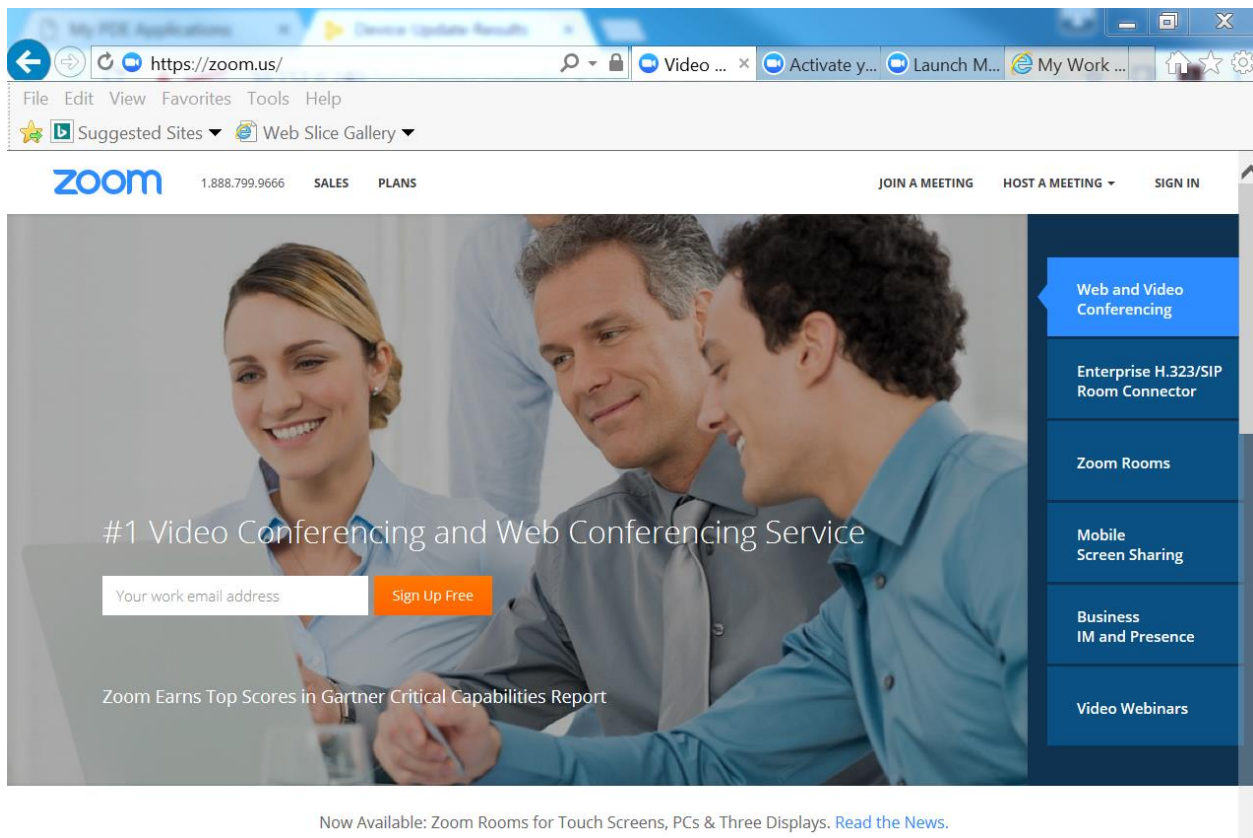 My PDE Applications
Device Update Results
https://zoom.us/
Video ...
Activate y...
Launch M...
My Work ...
File Edit View Favorites Tools Help
Suggested Sites
Web Slice Gallery
zoom
1.888.799.9666
SALES
PLANS
JOIN A MEETING
HOST A MEETING
SIGN IN
Web and Video
Conferencing
Enterprise H.323/SIP
Room Connector
Zoom Rooms
Mobile
Screen Sharing
Business
IM and Presence
Video Webinars
#1 Video Conferencing and Web Conferencing Service
Your work email address
Sign Up Free
Zoom Earns Top Scores in Gartner Critical Capabilities Report
Now Available: Zoom Rooms for Touch Screens, PCs & Three Displays. Read the News.